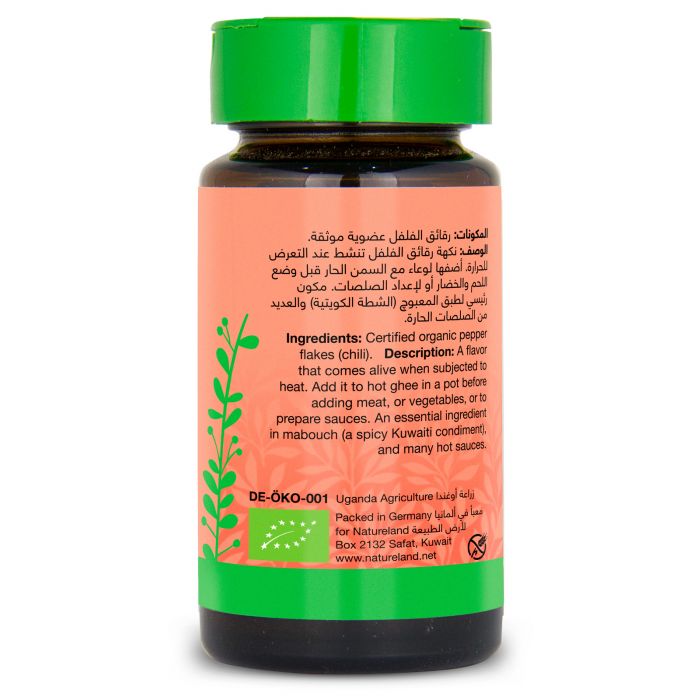 المكونات: رقائق الفلفل عضوية موثقة.
الوصف: نكهة رقائق الفلفل تنشط عند التعرض
للحرارة. أضفها لوعاء مع السمن الحار قبل وضع
اللحم والخضار أو لإعداد الصلصات. مكون
رئيسي لطبق المعبوج (الشطة الكويتية) والعديد
من الصلصات الحارة.
Ingredients: Certified organic pepper
flakes (chili). Description: A flavor
that comes alive when subjected to
heat. Add it to hot ghee in a pot before
adding meat, or vegetables, or to
prepare sauces. An essential ingredient
in mabouch (a spicy Kuwaiti condiment),
and many hot sauces.
DE-ÖKO-001 Uganda Agriculture زراعة أوغندا
Packed in Germany معبأ في ألمانيا
for Natureland لأرض الطبيعة
Box 2132 Safat, Kuwait
www.natureland.net